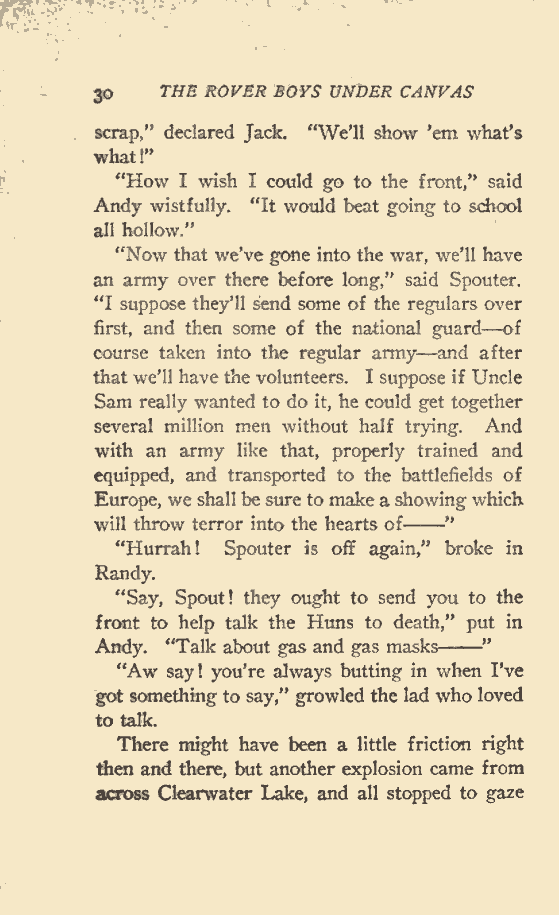 30 THE ROVER BOYS UNDER CANVAS
scrap,” declared Jack. “We’ll show ’em what’s
what!”
“How I wish I could go to the front,” said
Andy wistfully. “It would beat going to school
all hollow.”
“Now that we’ve gone into the war, we’ll have
an army over there before long,” said Spouter.
“I suppose they’ll send some of the regulars over
first, and then some of the national guard—of
course taken into the regular army—and after
that we’ll have the volunteers. I suppose if Uncle
Sam really wanted to do it, he could get together
several million men without half trying. And
with an army like that, properly trained and
equipped, and transported to the battlefields of
Europe, we shall be sure to make a showing which
will throw terror into the hearts of——”
“Hurrah! Spouter is off again,” broke in
Randy.
“Say, Spout! they ought to send you to the
front to help talk the Huns to death,” put in
Andy. “Talk about gas and gas masks——”
“Aw say! you’re always butting in when I’ve
got something to say,” growled the lad who loved
to talk.
There might have been a little friction right
then and there, but another explosion came from
across Clearwater Lake, and all stopped to gaze